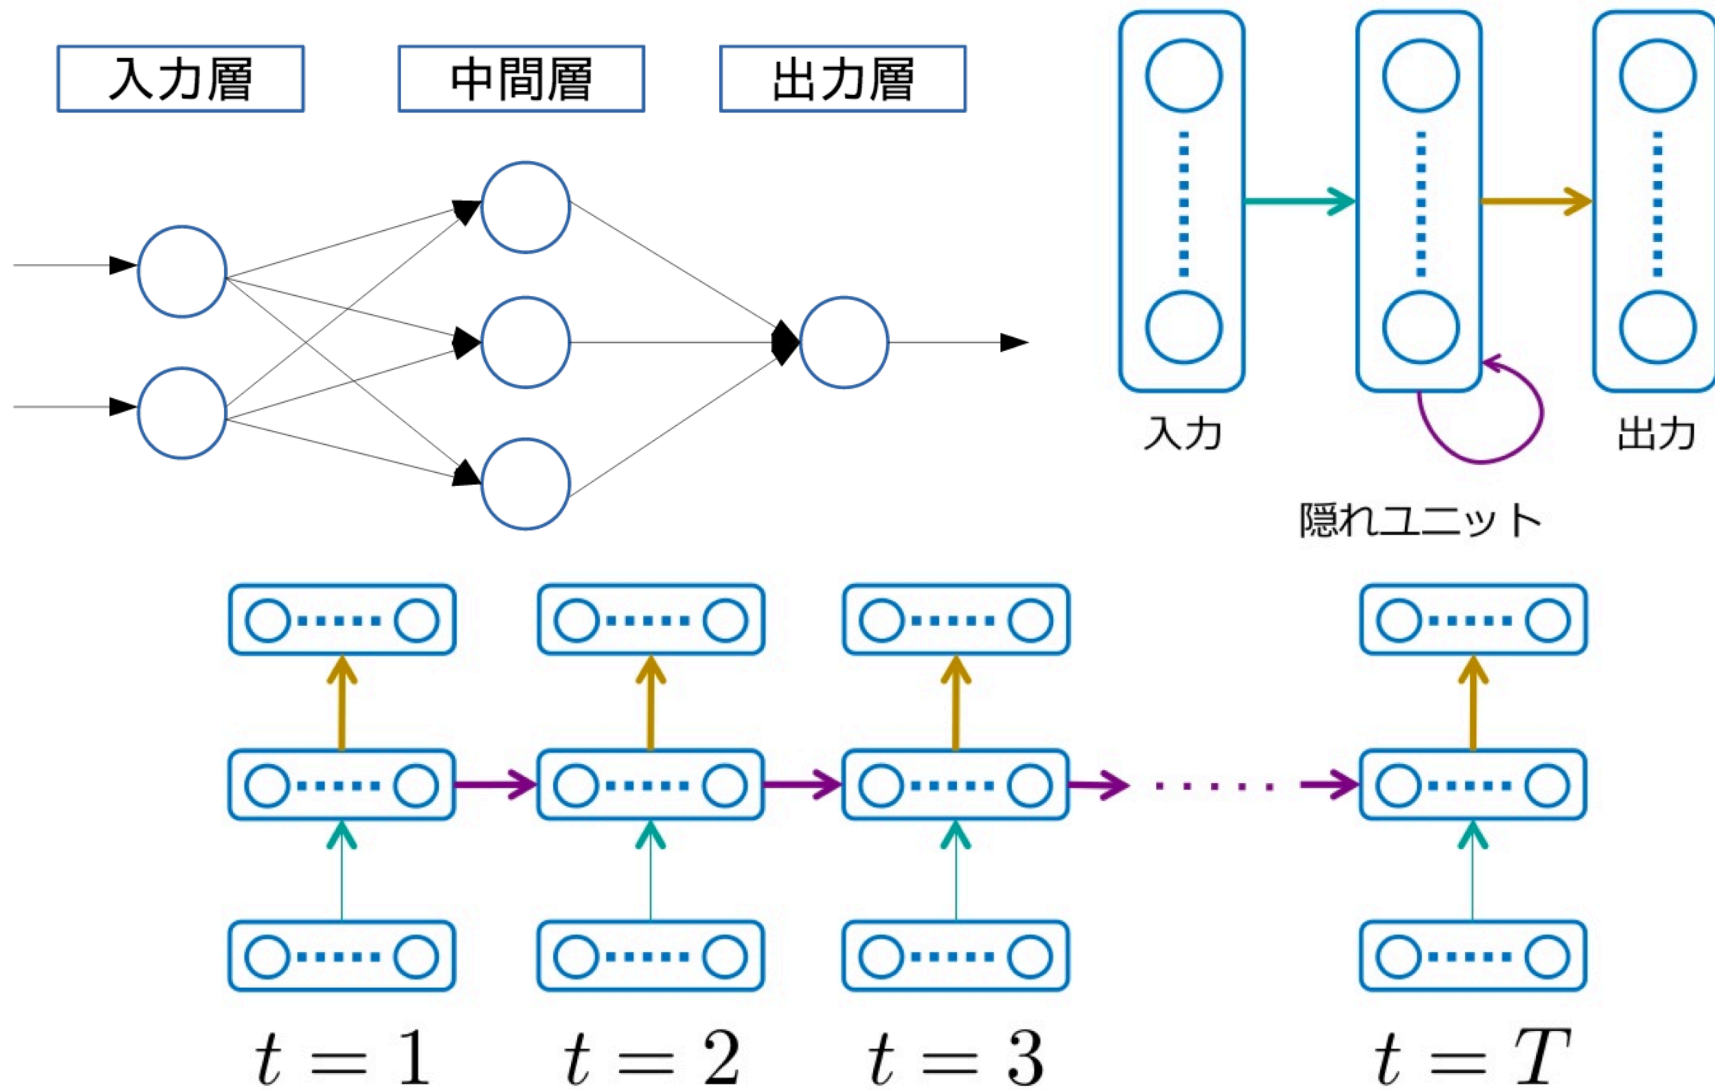 入力層
中間層
出力層
入力
出力
隠れユニット
t = 1
t = 2
t = 3
t = T